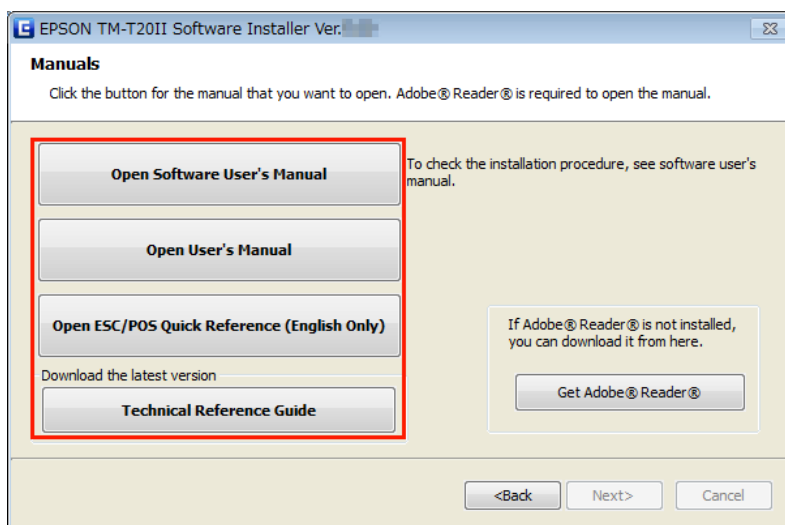 EPSON TM-T20II Software Installer Ver.
Manuals
Click the button for the manual that you want to open. Adobe® Reader® is required to open the manual.
Open Software User's Manual
To check the installation procedure, see software user's
manual.
Open User's Manual
Open ESC/POS Quick Reference (English Only)
If Adobe® Reader® is not installed,
you can download it from here.
Download the latest version
Get Adobe® Reader®
Technical Reference Guide
<Back
Next>
Cancel